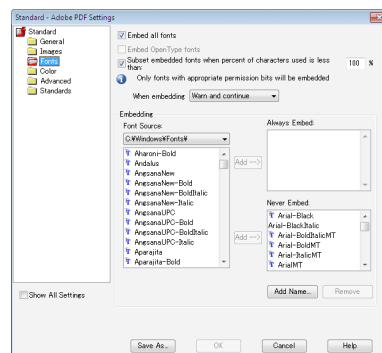 Standard - Adobe PDF Settings
Standard
General
Images
Fonts
Color
Advanced
Standards
Show All Settings
Embed all fonts
Embed OpenType fonts
Subset embedded fonts when percent of characters used is less than:
100 %
Only fonts with appropriate permission bits will be embedded
When embedding Warn and continue
Embedding
Font Source:
C:¥Windows¥Fonts¥
Aharoni-Bold
Andalus
AngsanaNew
AngsanaNew-Bold
AngsanaNew-BoldItalic
AngsanaNew-Italic
AngsanaUPC
AngsanaUPC-Bold
AngsanaUPC-BoldItalic
AngsanaUPC-Italic
Aparajita
Aparajita-Bold
Add -->
Add -->
Always Embed:
Never Embed:
Arial-Black
Arial-BlackItalic
Arial-BoldItalicMT
Arial-BoldMT
Arial-ItalicMT
ArialMT
Add Name...
Remove
Save As..
OK
Cancel
Help